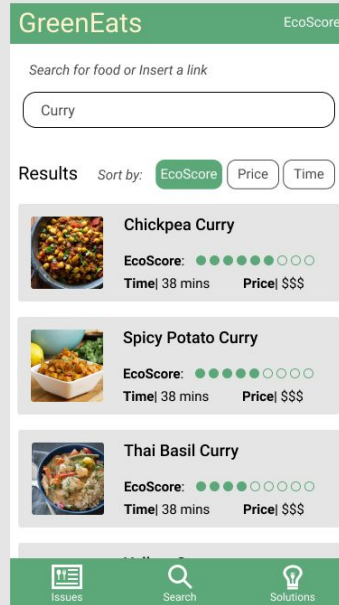 GreenEats EcoScore
Search for food or Insert a link
Curry
Results Sort by: EcoScore Price Time
Chickpea Curry
EcoScore:
Time| 38 mins Price| $$$
Spicy Potato Curry
EcoScore:
Time| 38 mins Price| $$$
Thai Basil Curry
EcoScore:
Time| 38 mins Price| $$$
Issues Search Solutions